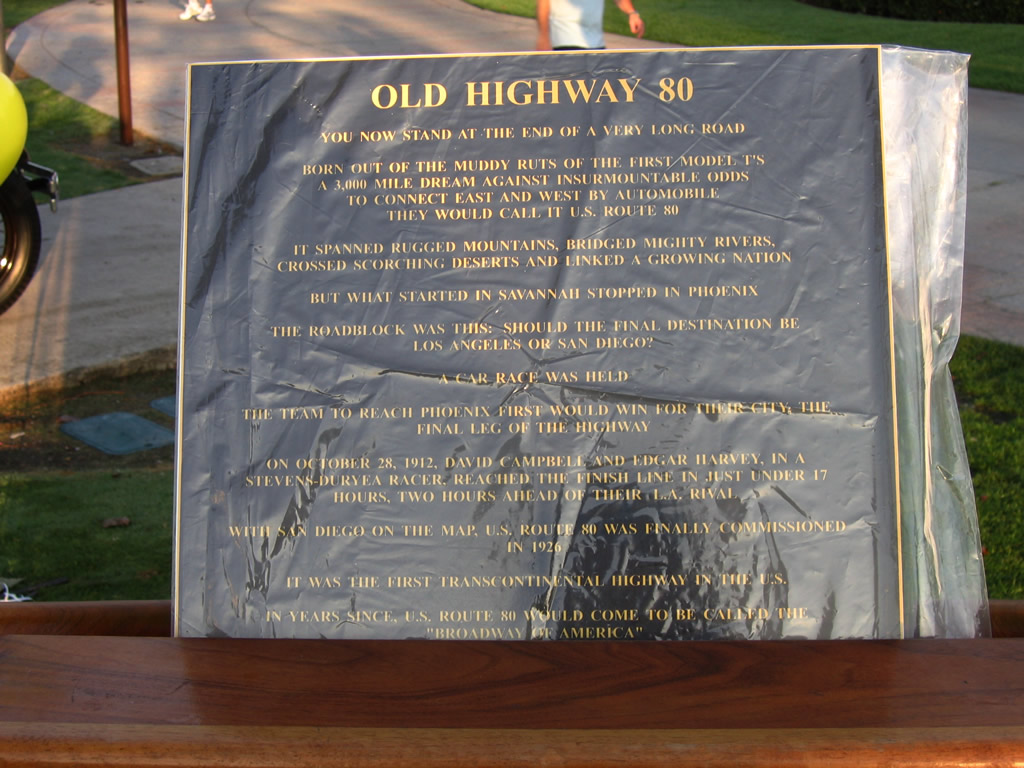 OLD HIGHWAY 80
YOU NOW STAND AT THE END OF A VERY LONG ROAD
BORN OUT OF THE MUDDY RUTS OF THE FIRST MODEL T'S
A 3,000 MILE DREAM AGAINST INSURMOUNTABLE ODDS
TO CONNECT EAST AND WEST BY AUTOMOBILE
THEY WOULD CALL IT U.S. ROUTE 80
IT SPANNED RUGGED MOUNTAINS, BRIDGED MIGHTY RIVERS,
CROSSED SCORCHING DESERTS AND LINKED A GROWING NATION
BUT WHAT STARTED IN SAVANNAH STOPPED IN PHOENIX
THE ROADBLOCK WAS THIS: SHOULD THE FINAL DESTINATION BE
LOS ANGELES OR SAN DIEGO?
A CAR RACE WAS HELD
THE TEAM TO REACH PHOENIX FIRST WOULD WIN FOR THEIR CITY, THE
FINAL LEG OF THE HIGHWAY
ON OCTOBER 28, 1912, DAVID CAMPBELL AND EDGAR HARVEY, IN A
STEVENS-DURYEA RACER, REACHED THE FINISH LINE IN JUST UNDER 17
HOURS, TWO HOURS AHEAD OF THEIR L.A. RIVAL
WITH SAN DIEGO ON THE MAP, U.S. ROUTE 80 WAS FINALLY COMMISSIONED
IN 1926
IT WAS THE FIRST TRANSCONTINENTAL HIGHWAY IN THE U.S.
IN YEARS SINCE, U.S. ROUTE 80 WOULD COME TO BE CALLED THE
"BROADWAY OF AMERICA"